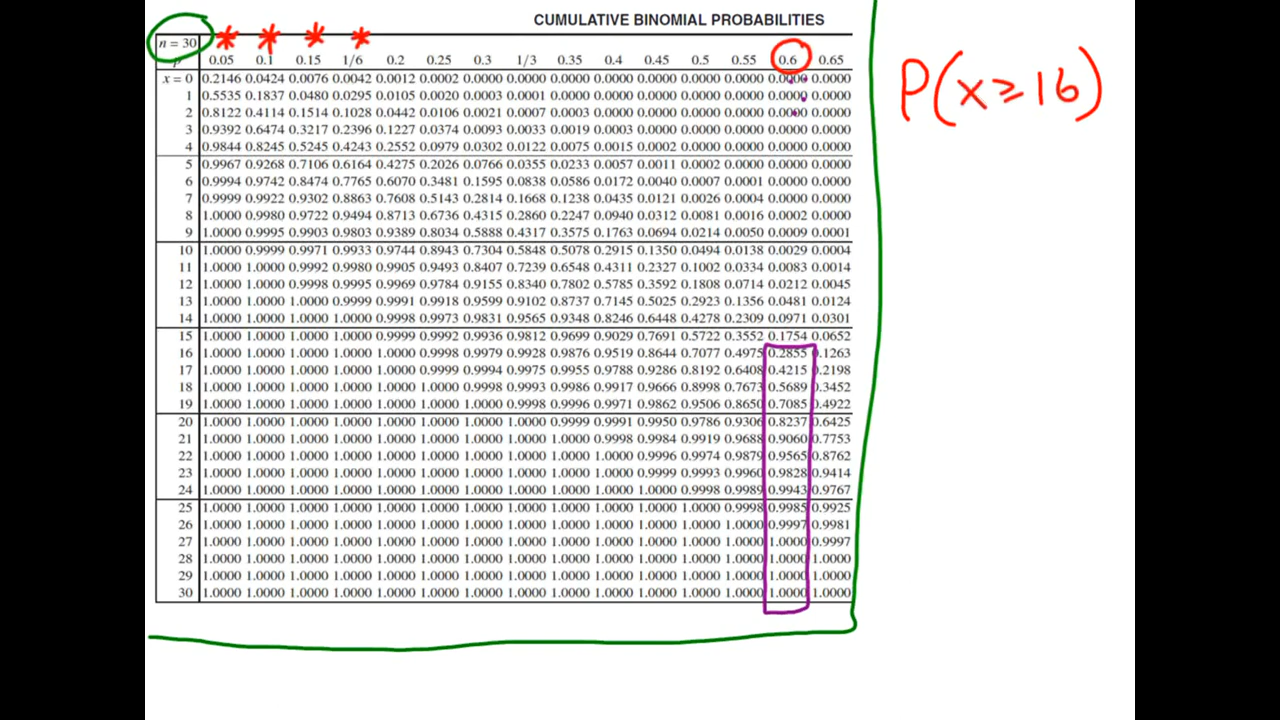 CUMULATIVE BINOMIAL PROBABILITIES
n = 30
p 0.05 0.1 0.15 1/6 0.2 0.25 0.3 1/3 0.35 0.4 0.45 0.5 0.55 0.6 0.65
x = 0 0.2146 0.0424 0.0076 0.0042 0.0012 0.0002 0.0000 0.0000 0.0000 0.0000 0.0000 0.0000 0.0000 0.0000 0.0000
1 0.5535 0.1837 0.0480 0.0295 0.0105 0.0020 0.0003 0.0001 0.0000 0.0000 0.0000 0.0000 0.0000 0.0000 0.0000
2 0.8122 0.4114 0.1514 0.1028 0.0442 0.0106 0.0021 0.0007 0.0003 0.0000 0.0000 0.0000 0.0000 0.0000 0.0000
3 0.9392 0.6474 0.3217 0.2396 0.1227 0.0374 0.0093 0.0033 0.0019 0.0003 0.0000 0.0000 0.0000 0.0000 0.0000
4 0.9844 0.8245 0.5245 0.4243 0.2552 0.0979 0.0302 0.0122 0.0075 0.0015 0.0002 0.0000 0.0000 0.0000 0.0000
5 0.9967 0.9268 0.7106 0.6164 0.4275 0.2026 0.0766 0.0355 0.0233 0.0057 0.0011 0.0002 0.0000 0.0000 0.0000
6 0.9994 0.9742 0.8474 0.7765 0.6070 0.3481 0.1595 0.0838 0.0586 0.0172 0.0040 0.0007 0.0001 0.0000 0.0000
7 0.9999 0.9922 0.9302 0.8863 0.7608 0.5143 0.2814 0.1668 0.1238 0.0435 0.0121 0.0026 0.0004 0.0000 0.0000
8 1.0000 0.9980 0.9722 0.9494 0.8713 0.6736 0.4315 0.2860 0.2247 0.0940 0.0312 0.0081 0.0016 0.0002 0.0000
9 1.0000 0.9995 0.9903 0.9803 0.9389 0.8034 0.5888 0.4317 0.3575 0.1763 0.0694 0.0214 0.0050 0.0009 0.0001
10 1.0000 0.9999 0.9971 0.9933 0.9744 0.8943 0.7304 0.5848 0.5078 0.2915 0.1350 0.0494 0.0138 0.0029 0.0004
11 1.0000 1.0000 0.9992 0.9980 0.9905 0.9493 0.8407 0.7239 0.6548 0.4311 0.2327 0.1002 0.0334 0.0083 0.0014
12 1.0000 1.0000 0.9998 0.9995 0.9969 0.9784 0.9155 0.8340 0.7802 0.5785 0.3592 0.1808 0.0714 0.0212 0.0045
13 1.0000 1.0000 1.0000 0.9999 0.9991 0.9918 0.9599 0.9102 0.8737 0.7145 0.5025 0.2923 0.1356 0.0481 0.0124
14 1.0000 1.0000 1.0000 1.0000 0.9998 0.9973 0.9831 0.9565 0.9348 0.8246 0.6448 0.4278 0.2309 0.0971 0.0301
15 1.0000 1.0000 1.0000 1.0000 0.9999 0.9992 0.9936 0.9812 0.9699 0.9029 0.7691 0.5722 0.3552 0.1754 0.0652
16 1.0000 1.0000 1.0000 1.0000 1.0000 0.9998 0.9979 0.9928 0.9876 0.9519 0.8644 0.7077 0.4975 0.2855 0.1263
17 1.0000 1.0000 1.0000 1.0000 1.0000 0.9999 0.9994 0.9975 0.9955 0.9788 0.9286 0.8192 0.6408 0.4215 0.2198
18 1.0000 1.0000 1.0000 1.0000 1.0000 1.0000 0.9998 0.9993 0.9986 0.9917 0.9666 0.8998 0.7673 0.5689 0.3452
19 1.0000 1.0000 1.0000 1.0000 1.0000 1.0000 1.0000 0.9998 0.9996 0.9971 0.9862 0.9506 0.8650 0.7085 0.4922
20 1.0000 1.0000 1.0000 1.0000 1.0000 1.0000 1.0000 1.0000 0.9999 0.9991 0.9950 0.9786 0.9306 0.8237 0.6425
21 1.0000 1.0000 1.0000 1.0000 1.0000 1.0000 1.0000 1.0000 1.0000 0.9998 0.9984 0.9919 0.9688 0.9060 0.7753
22 1.0000 1.0000 1.0000 1.0000 1.0000 1.0000 1.0000 1.0000 1.0000 1.0000 0.9996 0.9974 0.9879 0.9565 0.8762
23 1.0000 1.0000 1.0000 1.0000 1.0000 1.0000 1.0000 1.0000 1.0000 1.0000 0.9999 0.9993 0.9960 0.9828 0.9414
24 1.0000 1.0000 1.0000 1.0000 1.0000 1.0000 1.0000 1.0000 1.0000 1.0000 1.0000 0.9998 0.9989 0.9943 0.9767
25 1.0000 1.0000 1.0000 1.0000 1.0000 1.0000 1.0000 1.0000 1.0000 1.0000 1.0000 1.0000 0.9998 0.9985 0.9925
26 1.0000 1.0000 1.0000 1.0000 1.0000 1.0000 1.0000 1.0000 1.0000 1.0000 1.0000 1.0000 1.0000 0.9997 0.9981
27 1.0000 1.0000 1.0000 1.0000 1.0000 1.0000 1.0000 1.0000 1.0000 1.0000 1.0000 1.0000 1.0000 1.0000 0.9997
28 1.0000 1.0000 1.0000 1.0000 1.0000 1.0000 1.0000 1.0000 1.0000 1.0000 1.0000 1.0000 1.0000 1.0000 1.0000
29 1.0000 1.0000 1.0000 1.0000 1.0000 1.0000 1.0000 1.0000 1.0000 1.0000 1.0000 1.0000 1.0000 1.0000 1.0000
30 1.0000 1.0000 1.0000 1.0000 1.0000 1.0000 1.0000 1.0000 1.0000 1.0000 1.0000 1.0000 1.0000 1.0000 1.0000
P(x ≥ 16)